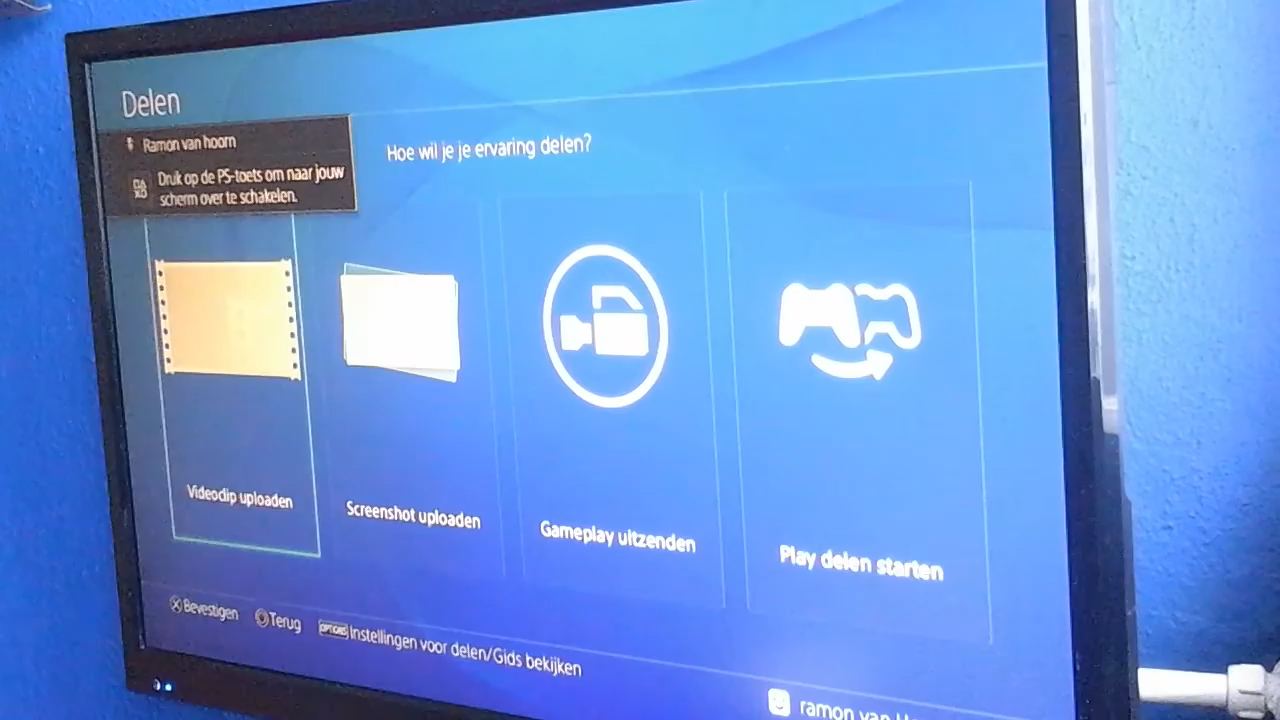 Delen
Ramon van hoorn
Druk op de PS-toets om naar jouw
scherm over te schakelen.
Hoe wil je je ervaring delen?
Videoclip uploaden
Screenshot uploaden
Gameplay uitzenden
Play delen starten
Bevestigen
Terug
OPTIONS Instellingen voor delen/Gids bekijken
ramon van